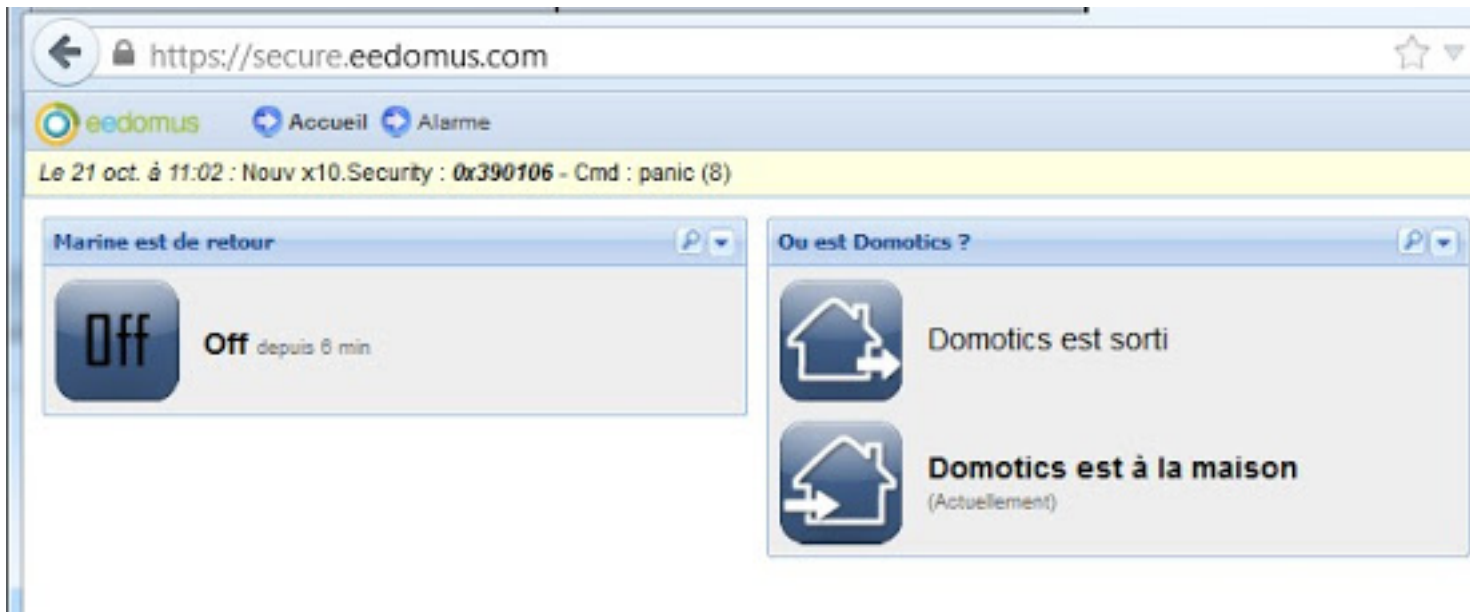 https://secure.eedomus.com
eedomus Accueil Alarme
Le 21 oct. à 11:02 : Nouv x10.Security : 0x390106 - Cmd : panic (8)
Marine est de retour
Off
Off depuis 6 min
Ou est Domotics ?
Domotics est sorti
Domotics est à la maison
(Actuellement)